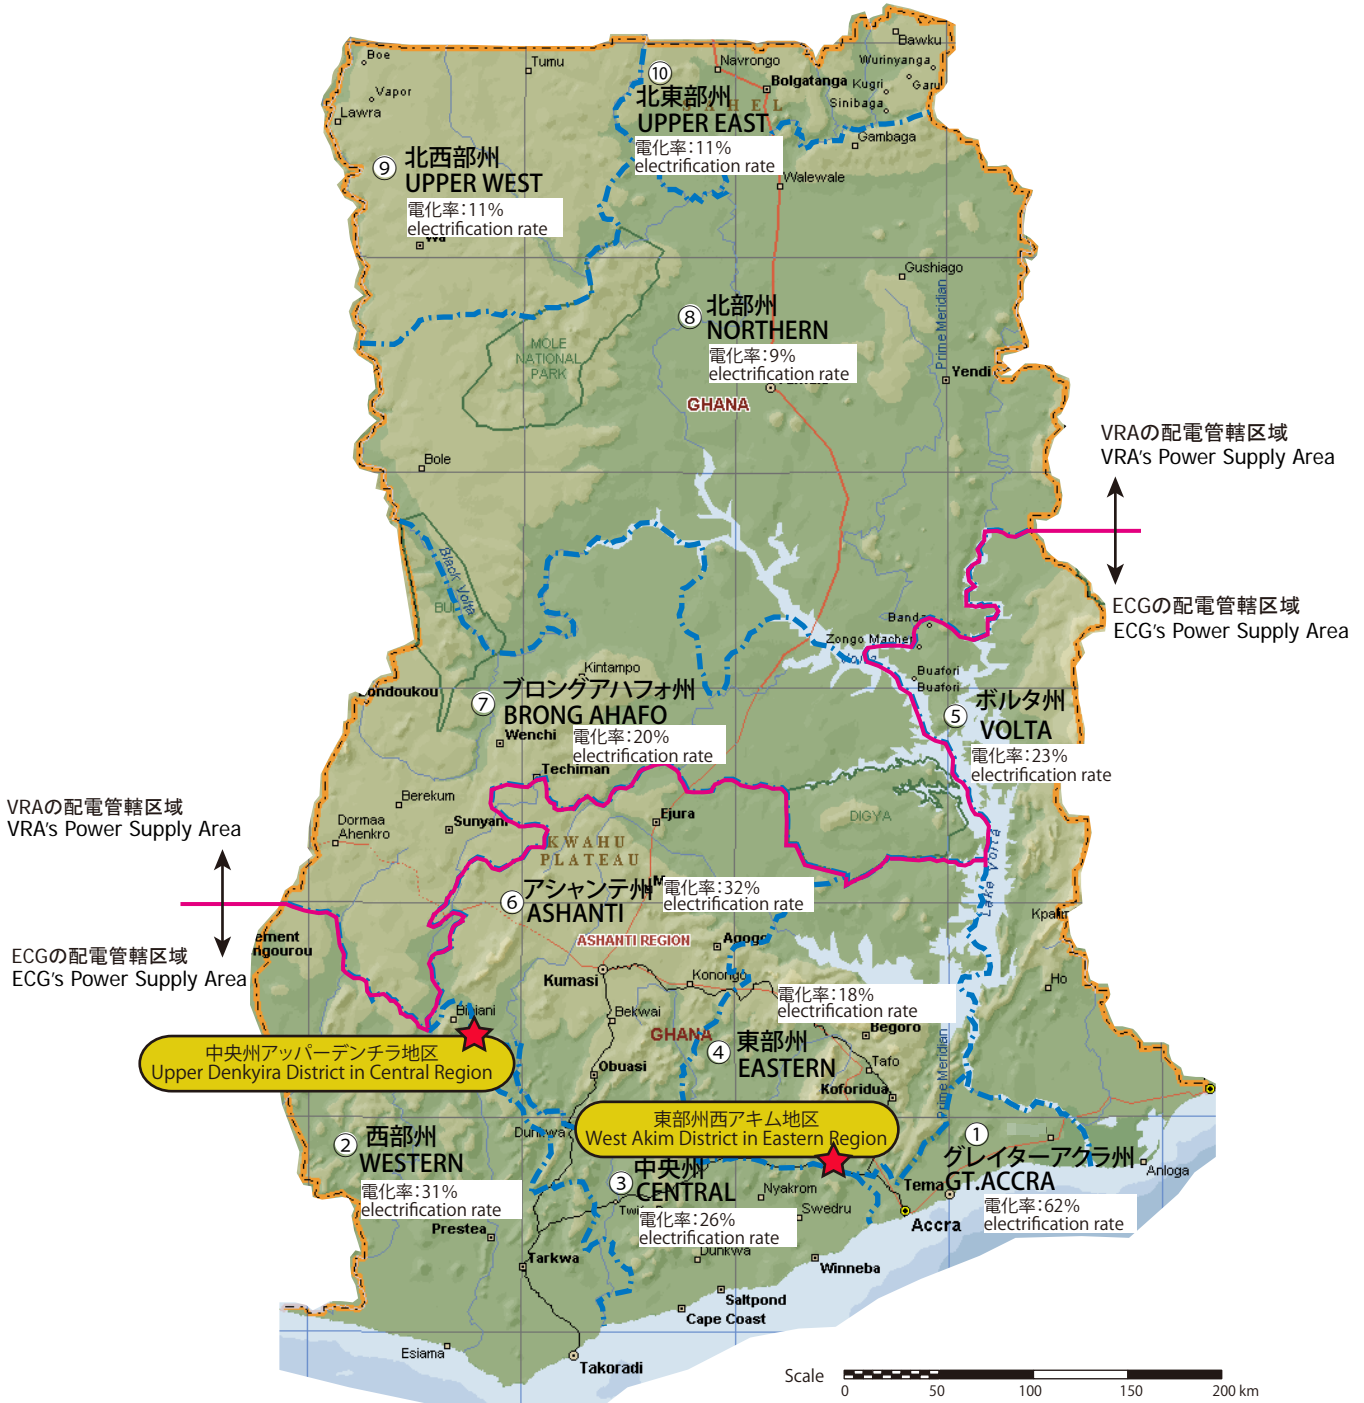 Bawku
Boe
Tumu
Navrongo
Wurinyanga
⑩
Bolgatanga
Kugri
Garu
Vapor
北東部州
SAHEL
Sinibaga
Lawra
UPPER EAST
Gambaga
電化率：11%
electrification rate
⑨
北西部州
UPPER WEST
Walewale
電化率：11%
electrification rate
Wa
Gushiago
⑧
北部州
NORTHERN
Prime Meridian
MOLE
NATIONAL
PARK
電化率：9%
electrification rate
Yendi
GHANA
VRAの配電管轄区域
VRA's Power Supply Area
Bole
Black Volta
BUI
ECGの配電管轄区域
ECG's Power Supply Area
Banda
Zongo Macheri
Volta
Kintampo
Buafori
Buafori
⑦
ブロングアハフォ州
BRONG AHAFO
ondoukou
⑤
ボルタ州
VOLTA
Wenchi
電化率：20%
electrification rate
電化率：23%
electrification rate
Techiman
VRAの配電管轄区域
VRA's Power Supply Area
Berekum
Dormaa
Ahenkro
Sunyani
Ejura
DIGYA
KWAHU
PLATEAU
Lake Volta
⑥
アシャンテ州
ASHANTI
M
電化率：32%
electrification rate
Kpalim
ECGの配電管轄区域
ECG's Power Supply Area
ement
ngourou
ASHANTI REGION
Agogo
Kumasi
Konongo
Ho
電化率：18%
electrification rate
Bibiani
Bekwai
GHANA
④
東部州
EASTERN
Begoro
Prime Meridian
中央州アッパーデンチラ地区
Upper Denkyira District in Central Region
Obuasi
Tafo
Koforidua
東部州西アキム地区
West Akim District in Eastern Region
②
西部州
WESTERN
Dunkwa
①
グレイターアクラ州
GT.ACCRA
Anloga
③
中央州
CENTRAL
Nyakrom
Tema
電化率：31%
electrification rate
電化率：26%
electrification rate
Swedru
電化率：62%
electrification rate
Accra
Prestea
Dunkwa
Tarkwa
Winneba
Saltpond
Cape Coast
Esiama
Takoradi
Scale
0
50
100
150
200 km